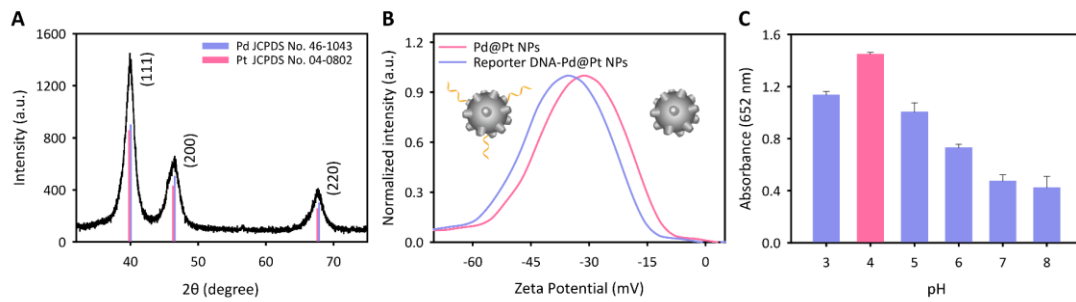 A
Intensity (a.u.)
1600
1200
800
400
0
(111)
(200)
(220)
Pd JCPDS No. 46-1043
Pt JCPDS No. 04-0802
40
50
60
70
2θ (degree)
B
Normalized intensity (a.u.)
1.2
0.9
0.6
0.3
0.0
Pd@Pt NPs
Reporter DNA-Pd@Pt NPs
-60
-45
-30
-15
0
Zeta Potential (mV)
C
Absorbance (652 nm)
1.6
1.2
0.8
0.4
0.0
3
4
5
6
7
8
pH